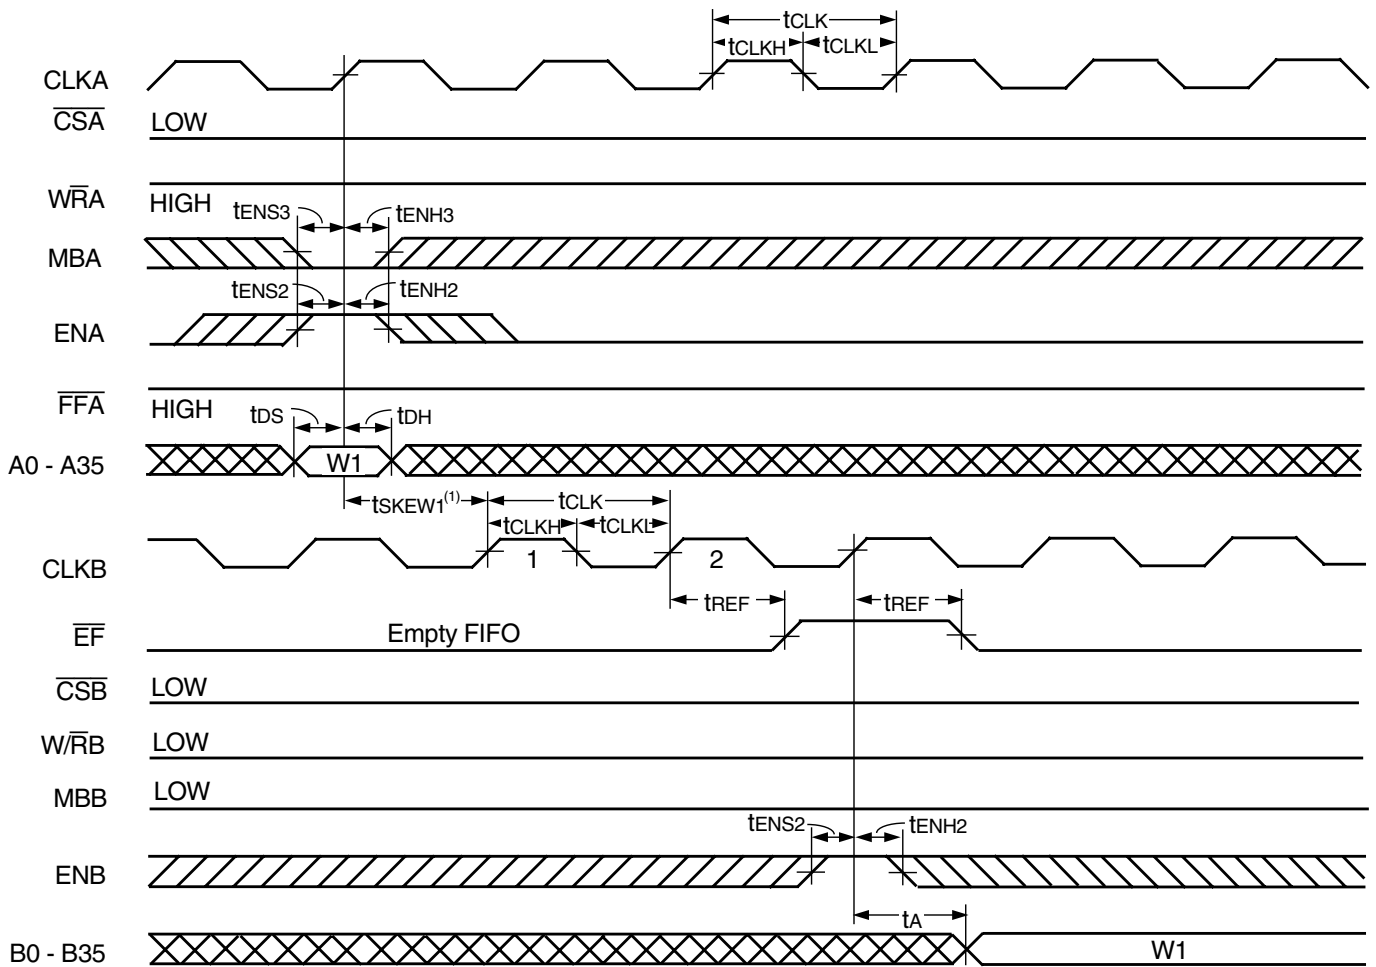 tCLK
tCLKH tCLKL
CLKA
CSA LOW
WRA HIGH
tENS3 tENH3
MBA
tENS2 tENH2
ENA
FFA HIGH
tDS tDH
A0 - A35 W1
tSKEW1(1) tCLK
tCLKH tCLKL
CLKB 1 2
tREF tREF
EF Empty FIFO
CSB LOW
W/RB LOW
MBB LOW
tENS2 tENH2
ENB
tA
B0 - B35 W1